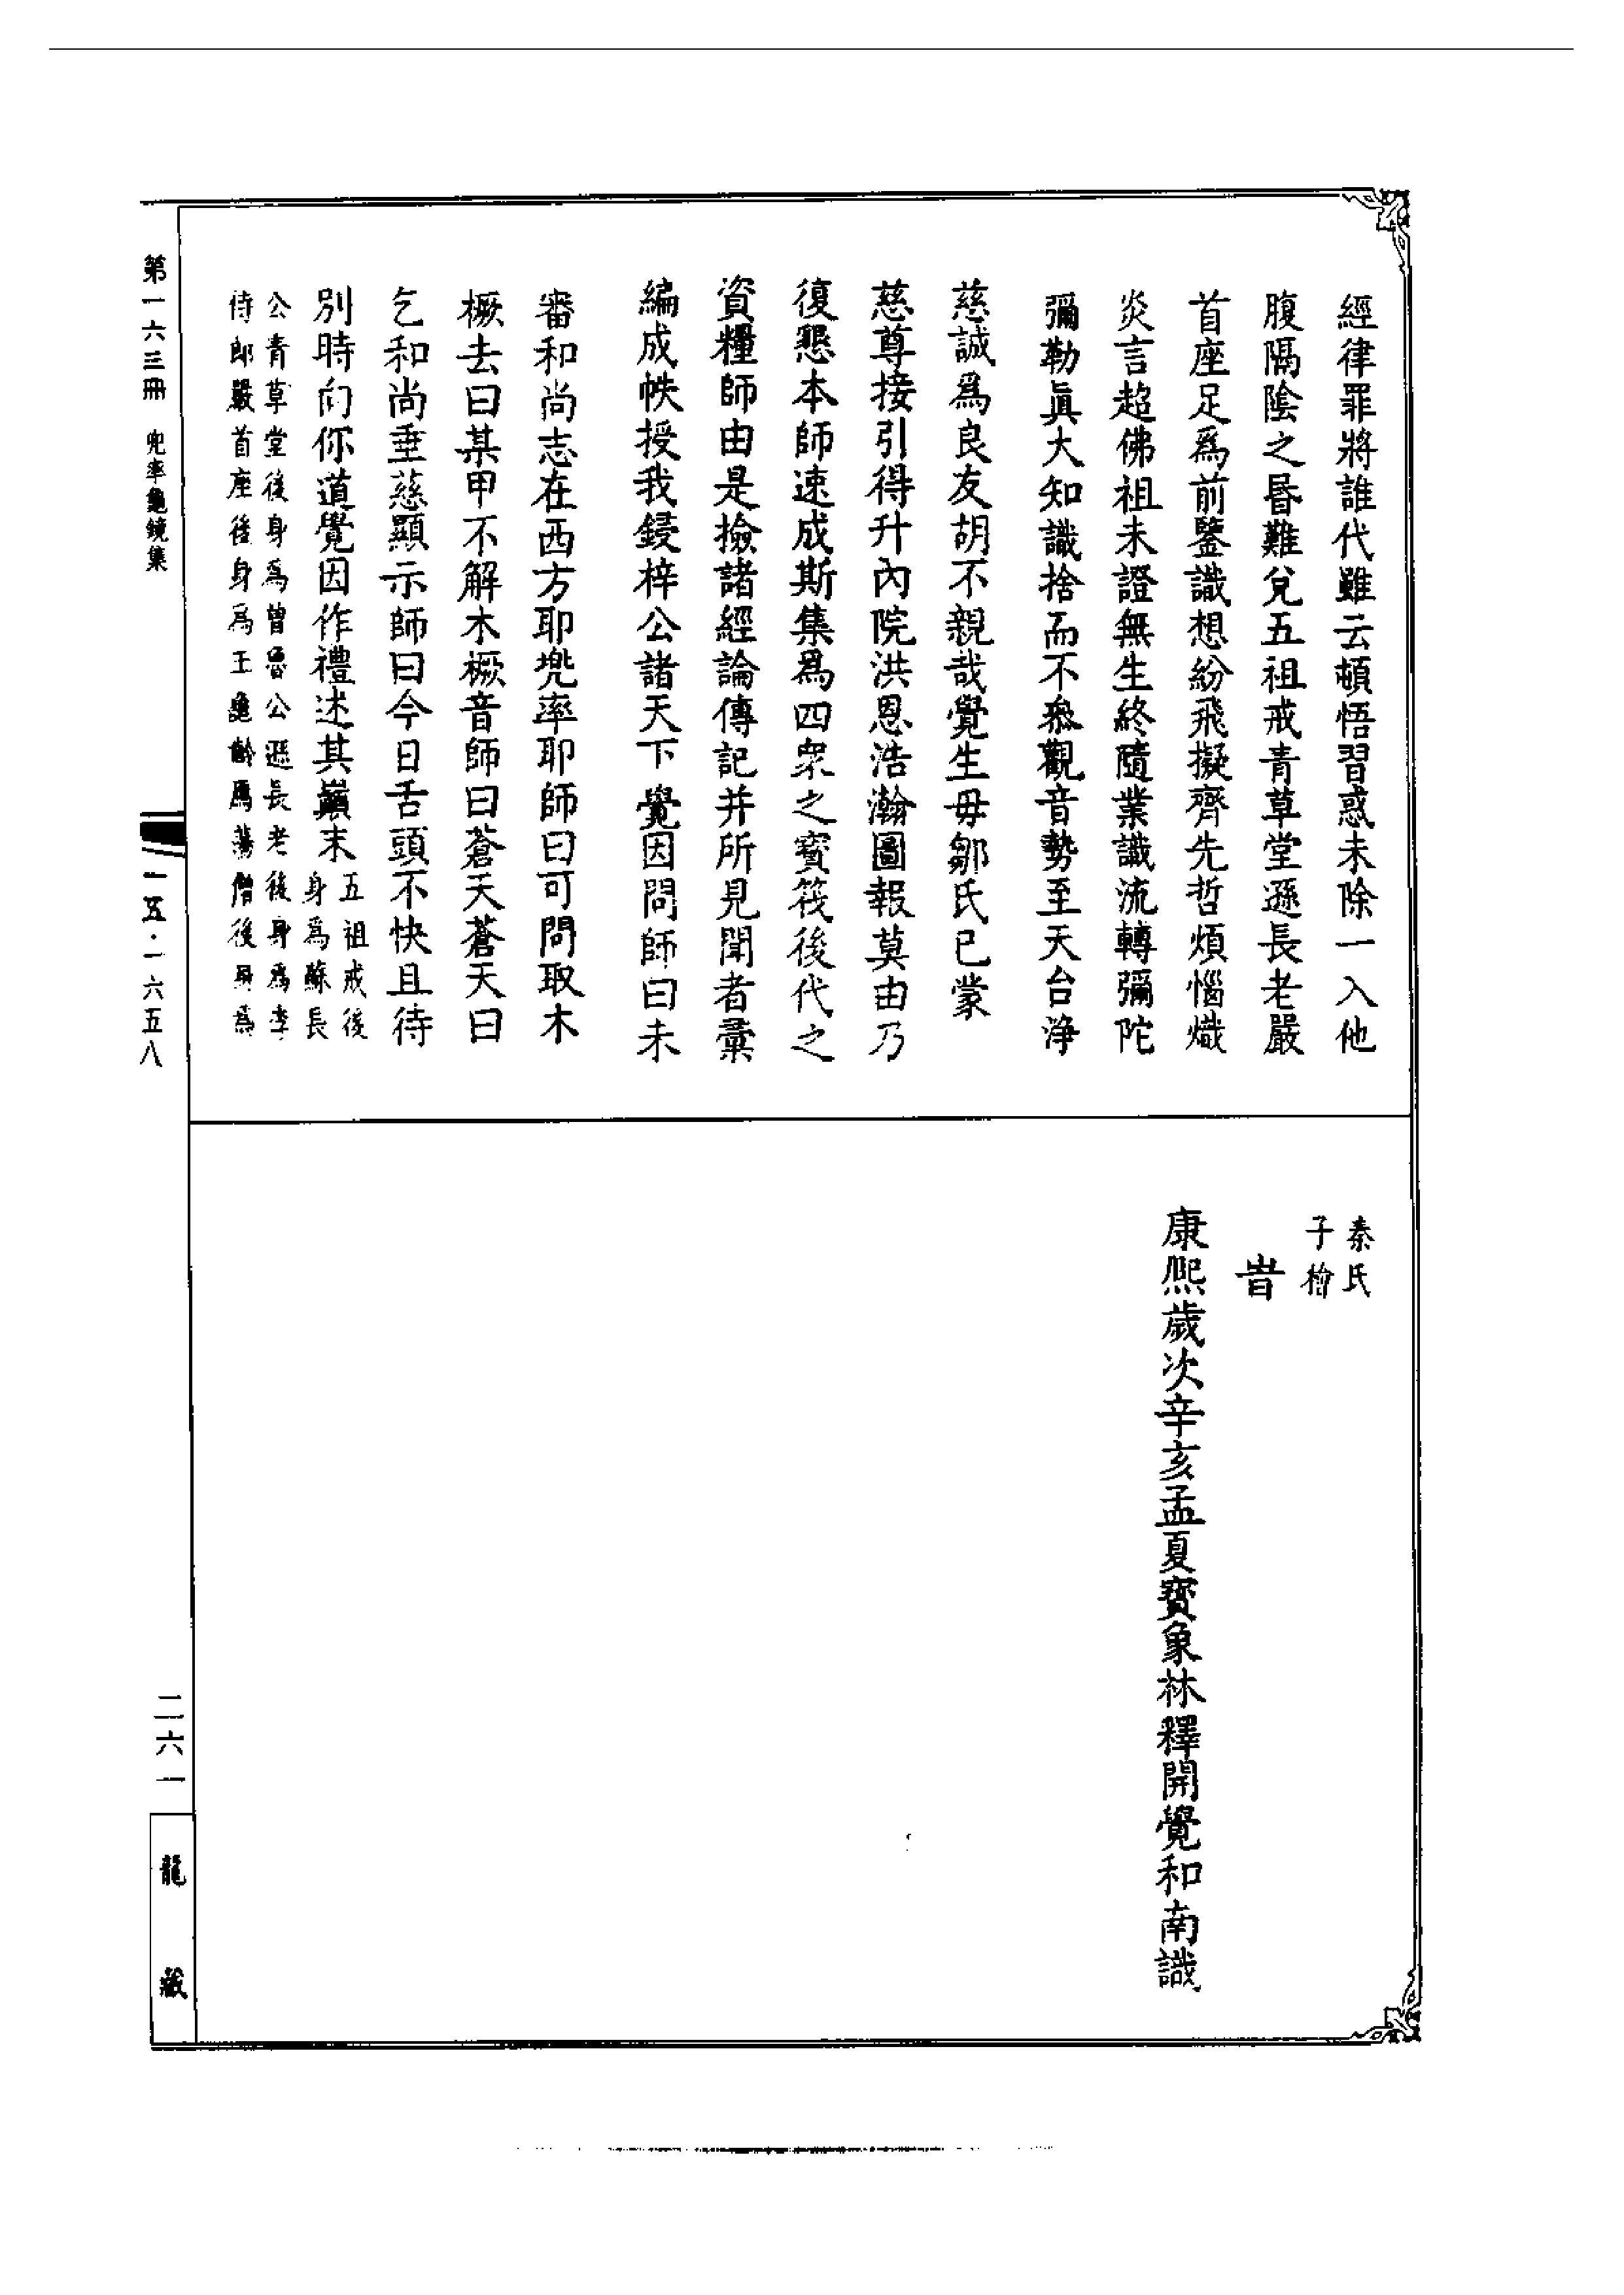 經律罪將誰代雖云頓悟習惑未除一入他
腹隔陰之昬難免五祖戒青草堂遜長老嚴
首座足爲前鑒識想紛飛擬齊先哲煩惱熾
炎言超佛祖未證無生終隨業識流轉彌陀
彌勒眞大知識捨而不叅觀音勢至天台淨
慈誠爲良友胡不親哉覺生毋鄒氏已蒙
慈尊接引得升內院洪恩浩瀚圖報莫由乃
復懇本師速成斯集爲四衆之寶筏後代之
資糧師由是撿諸經論傳記并所見聞者彙
編成帙授我鋟梓公諸天下覺因問師曰未
審和尚志在西方耶兜率耶師曰可問取木
橛去曰某甲不解木橛音師曰蒼天蒼天曰
乞和尚垂慈顯示師曰今日舌頭不快且待
別時向你道覺因作禮述其巔末
五祖戒後
身爲蘇長
公青草堂後身爲曾魯公遜長老後身爲李
侍郎嚴首座後身爲王龜齡鴈蕩僧後身爲
秦氏
子檜
旹
康熙歲次辛亥孟夏寶象林釋開覺和南識
第一六三冊 兜率龜鏡集
一五·一六五八
二六一
龍藏